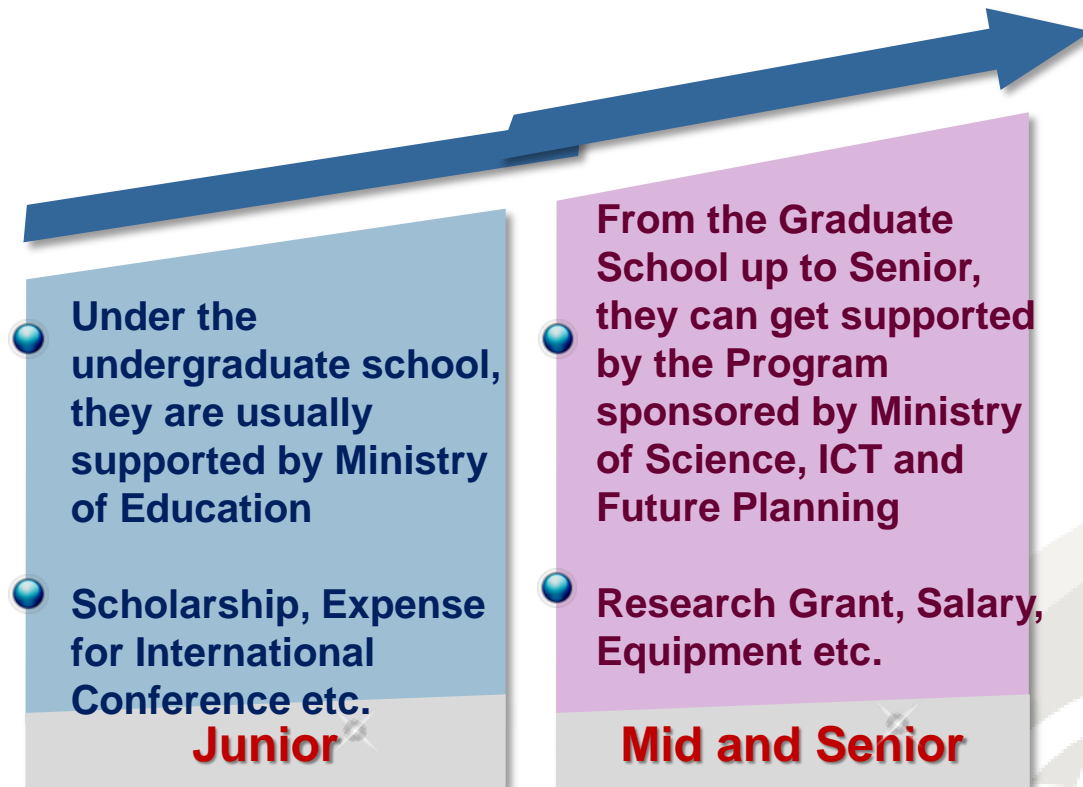 Under the
undergraduate school,
they are usually
supported by Ministry
of Education
Scholarship, Expense
for International
Conference etc.
Junior
From the Graduate
School up to Senior,
they can get supported
by the Program
sponsored by Ministry
of Science, ICT and
Future Planning
Research Grant, Salary,
Equipment etc.
Mid and Senior